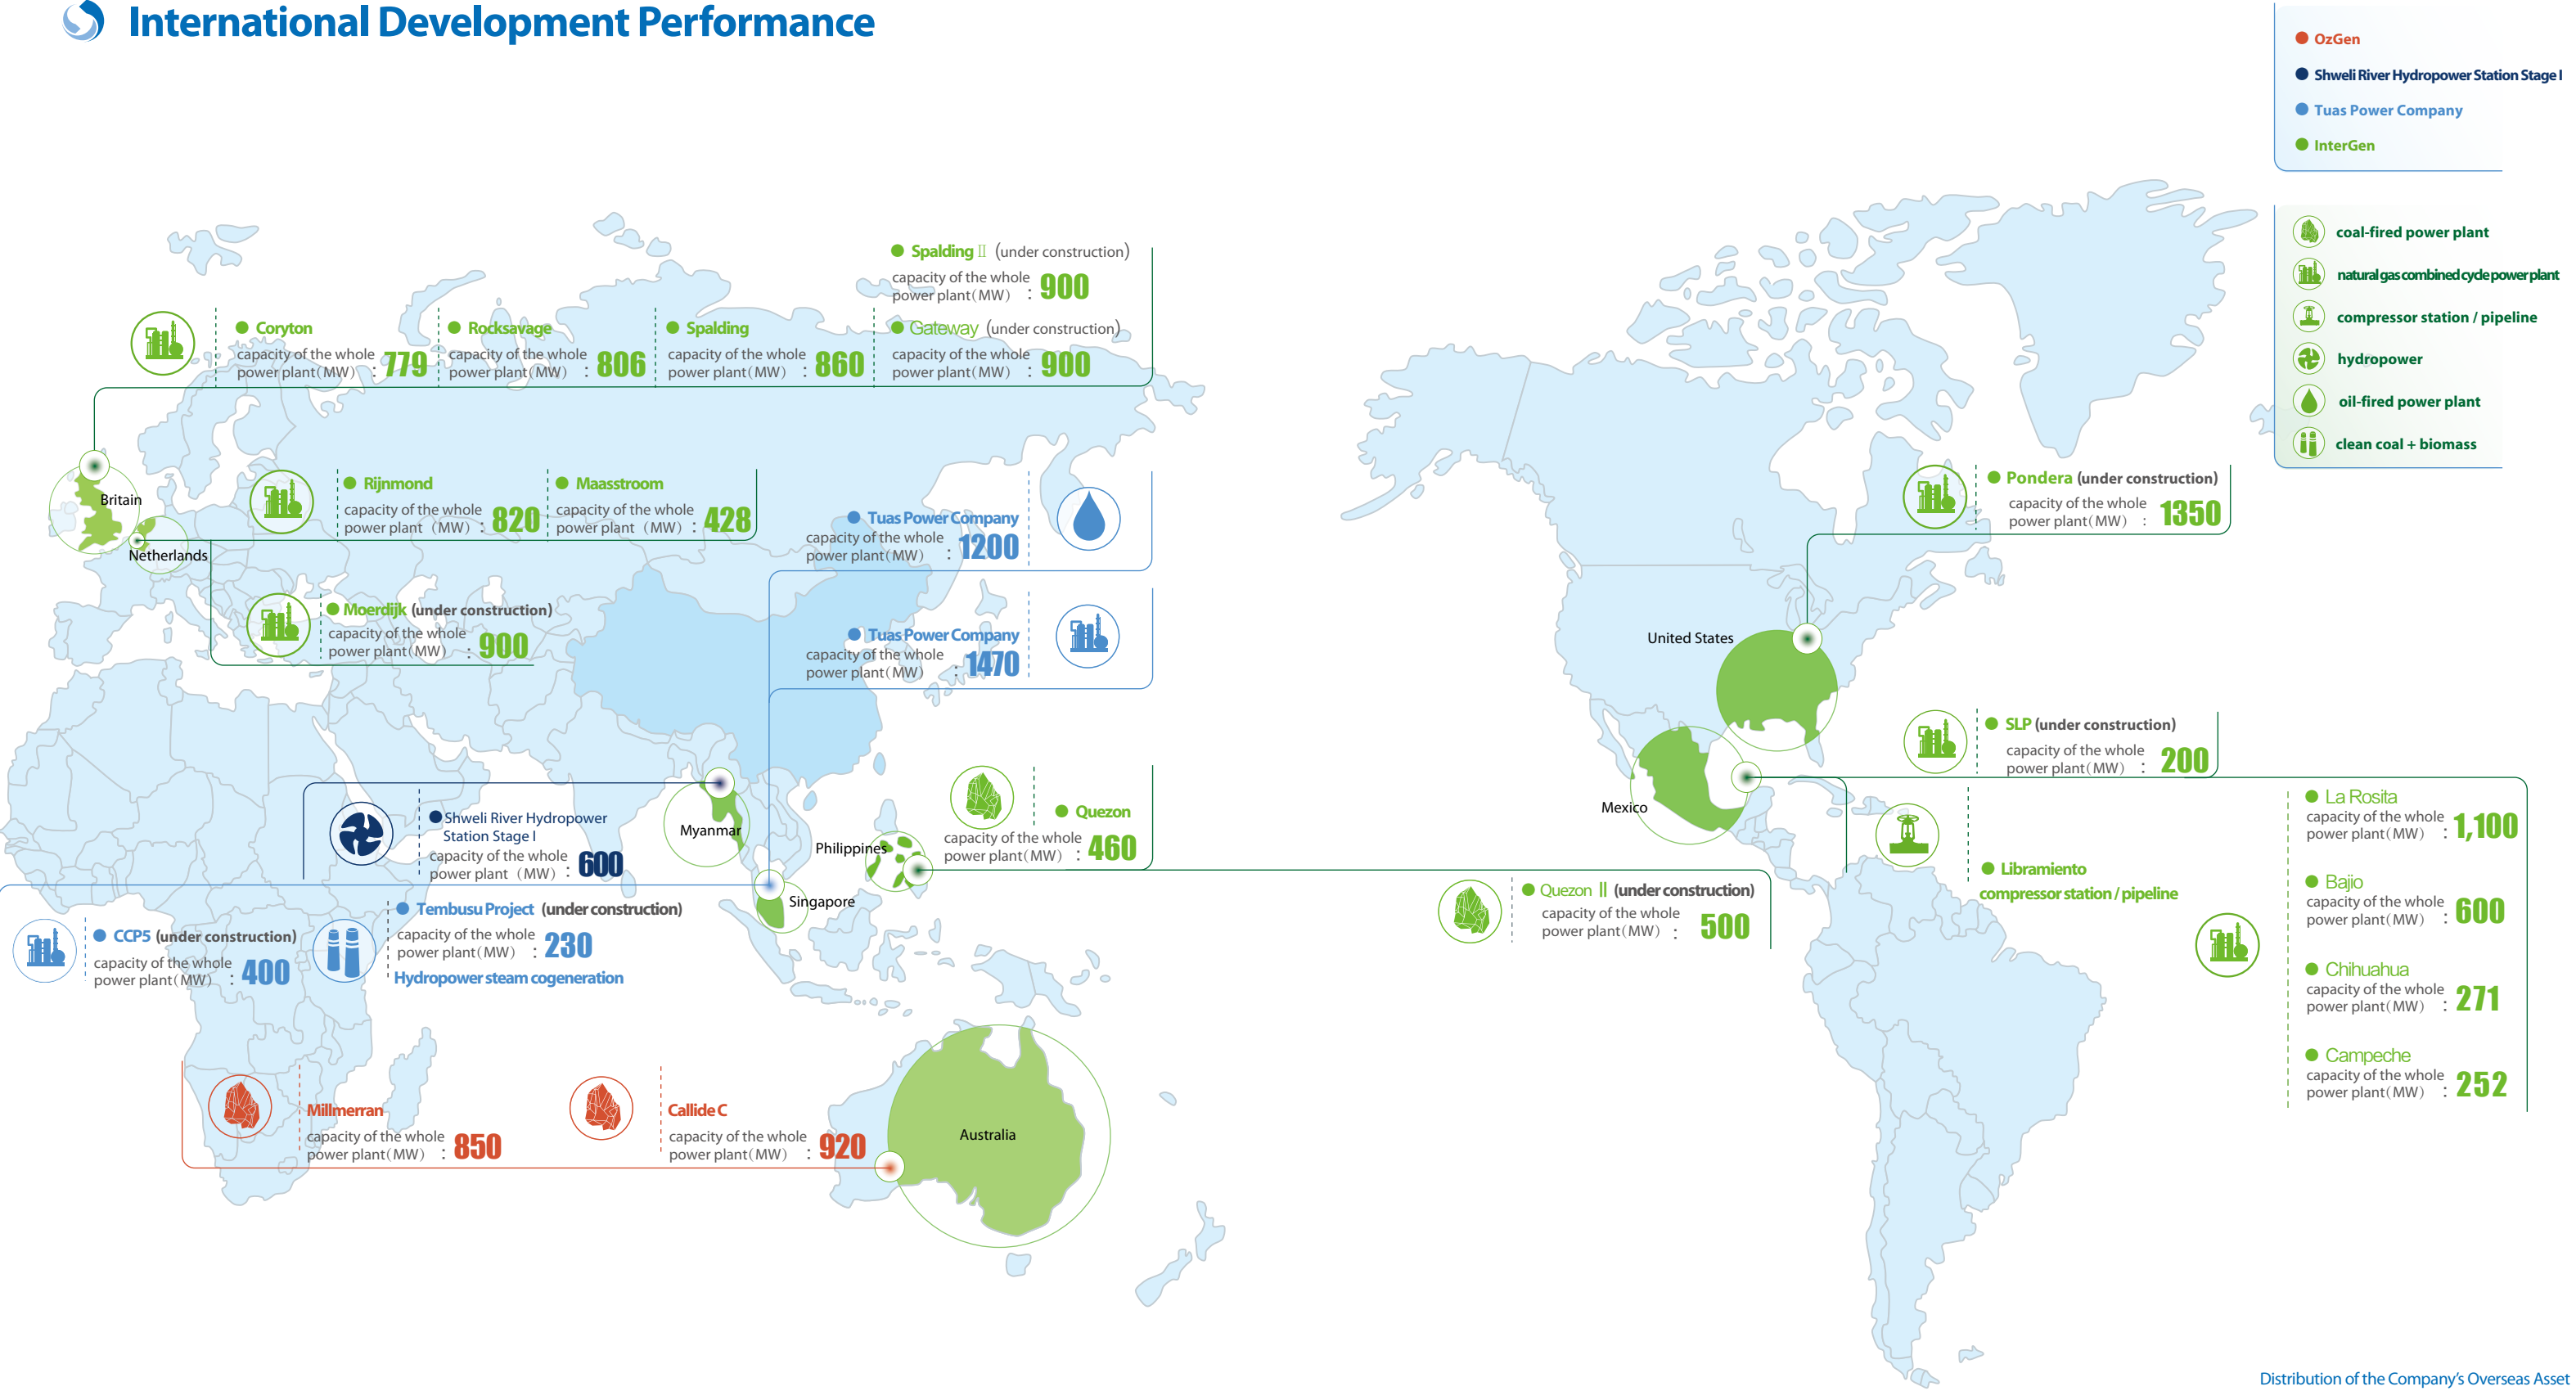 International Development Performance
OzGen
Shweli River Hydropower Station Stage I
Tuas Power Company
InterGen
coal-fired power plant
natural gas combined cycle power plant
compressor station / pipeline
hydropower
oil-fired power plant
clean coal + biomass
Spalding Ⅱ (under construction)
capacity of the whole
power plant(MW) : 900
Coryton
capacity of the whole
power plant(MW) : 779
Rocksavage
capacity of the whole
power plant(MW) : 806
Spalding
capacity of the whole
power plant(MW) : 860
Gateway (under construction)
capacity of the whole
power plant(MW) : 900
Britain
Netherlands
Rijnmond
capacity of the whole
power plant (MW) : 820
Maasstroom
capacity of the whole
power plant (MW) : 428
Moerdijk (under construction)
capacity of the whole
power plant(MW) : 900
Tuas Power Company
capacity of the whole
power plant(MW) : 1200
Tuas Power Company
capacity of the whole
power plant(MW) : 1470
Pondera (under construction)
capacity of the whole
power plant(MW) : 1350
United States
SLP (under construction)
capacity of the whole
power plant(MW) : 200
Mexico
Libramiento
compressor station / pipeline
La Rosita
capacity of the whole
power plant(MW) : 1,100
Bajio
capacity of the whole
power plant(MW) : 600
Chihuahua
capacity of the whole
power plant(MW) : 271
Campeche
capacity of the whole
power plant(MW) : 252
Shweli River Hydropower
Station Stage I
capacity of the whole
power plant (MW) : 600
Myanmar
Philippines
Quezon
capacity of the whole
power plant(MW) : 460
Quezon Ⅱ (under construction)
capacity of the whole
power plant(MW) : 500
Singapore
CCP5 (under construction)
capacity of the whole
power plant(MW) : 400
Tembusu Project (under construction)
capacity of the whole
power plant(MW) : 230
Hydropower steam cogeneration
Millmerran
capacity of the whole
power plant(MW) : 850
Callide C
capacity of the whole
power plant(MW) : 920
Australia
Distribution of the Company's Overseas Asset